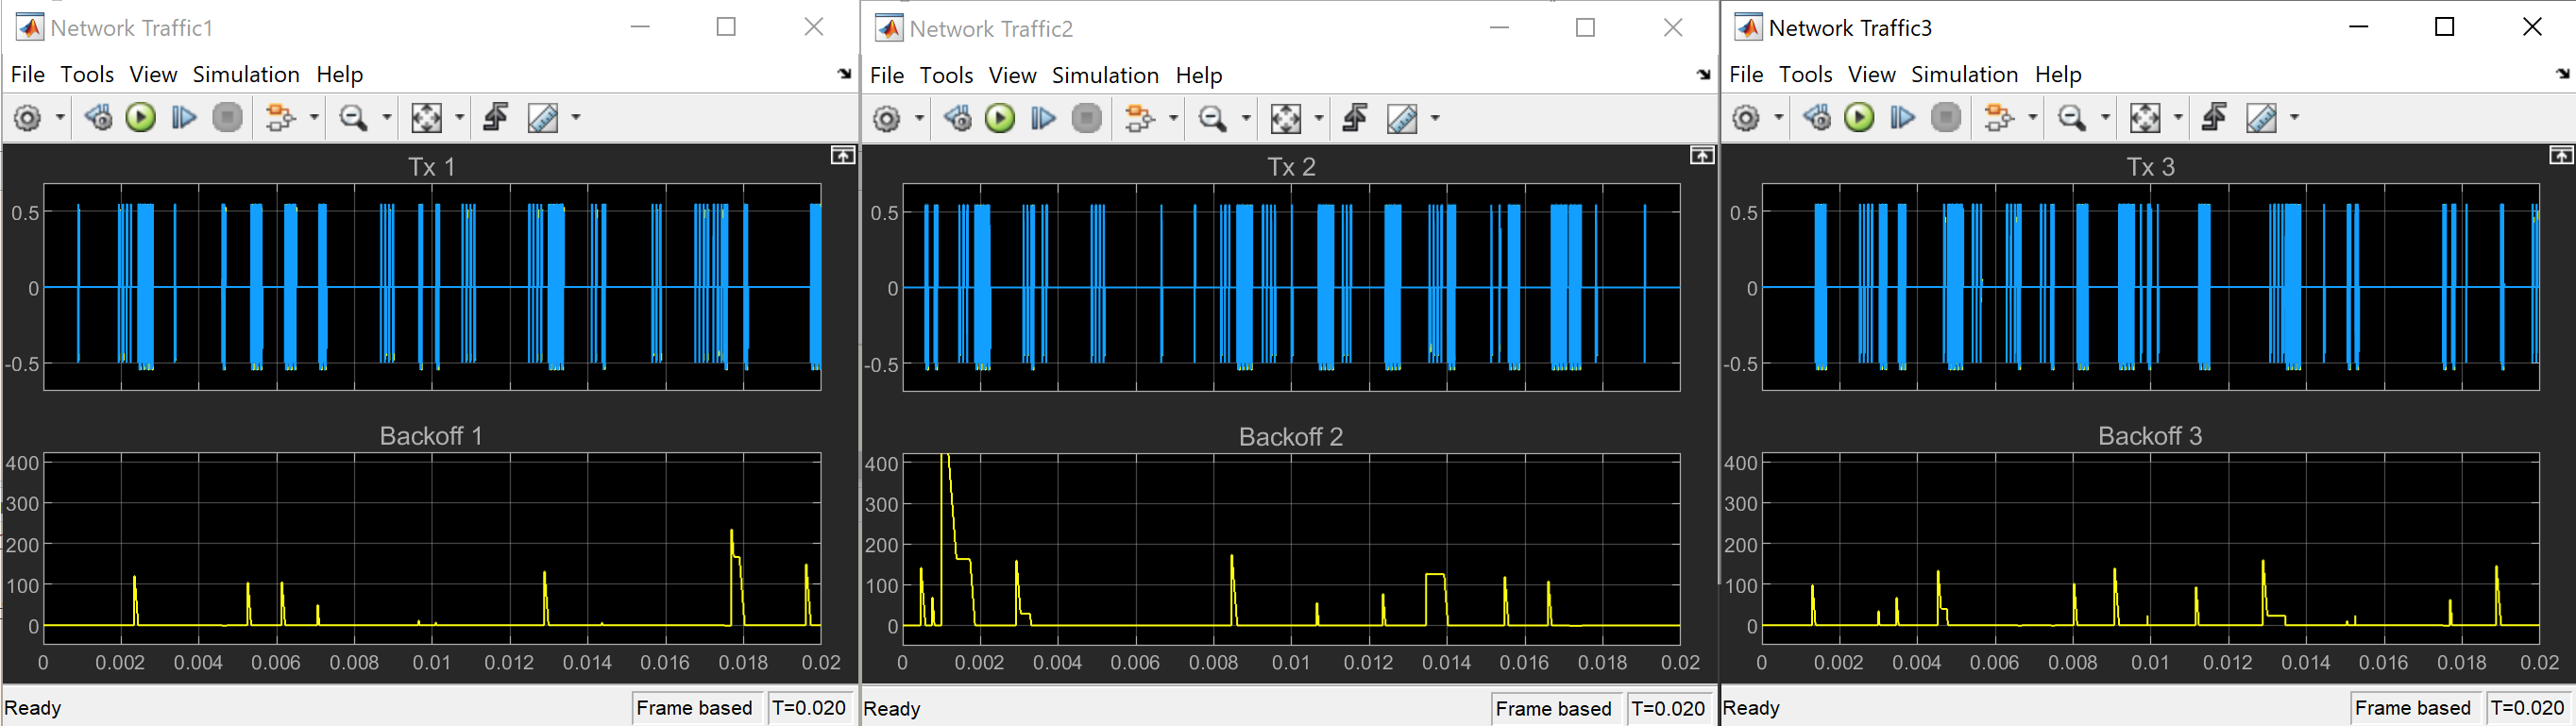 Network Traffic1
File Tools View Simulation Help
Tx 1
0.5
0
-0.5
Backoff 1
400
300
200
100
0
0 0.002 0.004 0.006 0.008 0.01 0.012 0.014 0.016 0.018 0.02
Ready Frame based T=0.020
Network Traffic2
File Tools View Simulation Help
Tx 2
0.5
0
-0.5
Backoff 2
400
300
200
100
0
0 0.002 0.004 0.006 0.008 0.01 0.012 0.014 0.016 0.018 0.02
Ready Frame based T=0.020
Network Traffic3
File Tools View Simulation Help
Tx 3
0.5
0
-0.5
Backoff 3
400
300
200
100
0
0 0.002 0.004 0.006 0.008 0.01 0.012 0.014 0.016 0.018 0.02
Ready Frame based T=0.020